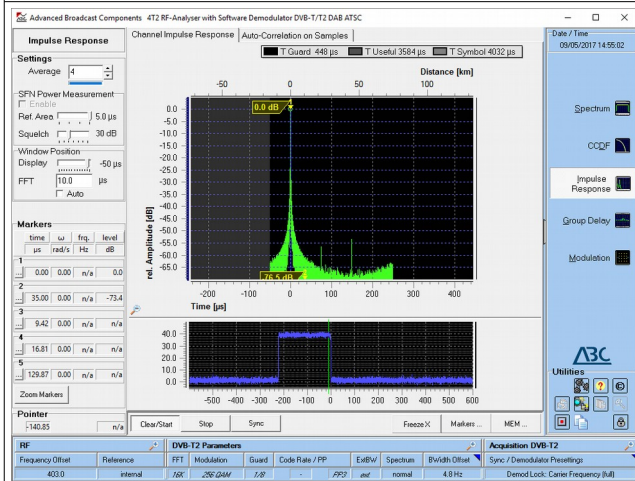 Advanced Broadcast Components 4T2 RF-Analyser with Software Demodulator DVB-T/T2 DAB ATSC
Impulse Response
Settings
Average 4
SFN Power Measurement
Enable
Ref. Area 5.0 µs
Squelch 30 dB
Window Position
Display -50 µs
FFT 10.0 µs
Auto
Markers
time ω frq. level
µs rad/s Hz dB
1
... 0.00 0.00 n/a 0.0
2
... 35.00 0.00 n/a -73.4
3
... 9.42 0.00 n/a n/a
4
... 16.81 0.00 n/a n/a
5
... 129.87 0.00 n/a n/a
Zoom Markers
Pointer
-140.85 n/a
Channel Impulse Response Auto-Correlation on Samples
T Guard 448 µs T Useful 3584 µs T Symbol 4032 µs
Distance [km]
-50 0 50 100
rel. Amplitude [dB]
0.0
-5.0
-10.0
-15.0
-20.0
-25.0
-30.0
-35.0
-40.0
-45.0
-50.0
-55.0
-60.0
-65.0
0.0 dB
-76.5 dB
-200 -100 0 100 200 300 400
Time [µs]
40.0
30.0
20.0
10.0
0.0
-500 -400 -300 -200 -100 0 100 200 300 400 500 600
Clear/Start Stop Sync FreezeX Markers ... MEM ...
Date / Time
09/05/2017 14:55:02
Spectrum
CCDF
Impulse
Response
Group Delay
Modulation
ABC
Utilities
RF
Frequency Offset Reference
403.0 internal
DVB-T2 Parameters
FFT Modulation Guard Code Rate / PP ExtBW Spectrum BWidth Offset
16K 256 QAM 1/8 - PP3 ext normal 4.8 Hz
Acquisition DVB-T2
Sync / Demodulator Presettings
Demod Lock: Carrier Frequency (full)